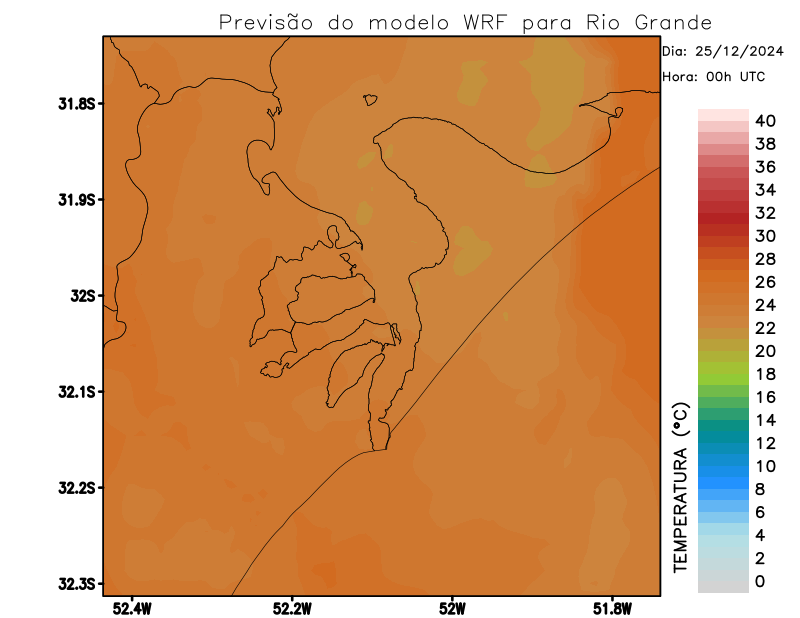 Previsão do modelo WRF para Rio Grande
Dia: 25/12/2024
Hora: 00h UTC
31.8S
31.9S
32S
32.1S
32.2S
32.3S
52.4W
52.2W
52W
51.8W
TEMPERATURA (°C)
40
38
36
34
32
30
28
26
24
22
20
18
16
14
12
10
8
6
4
2
0